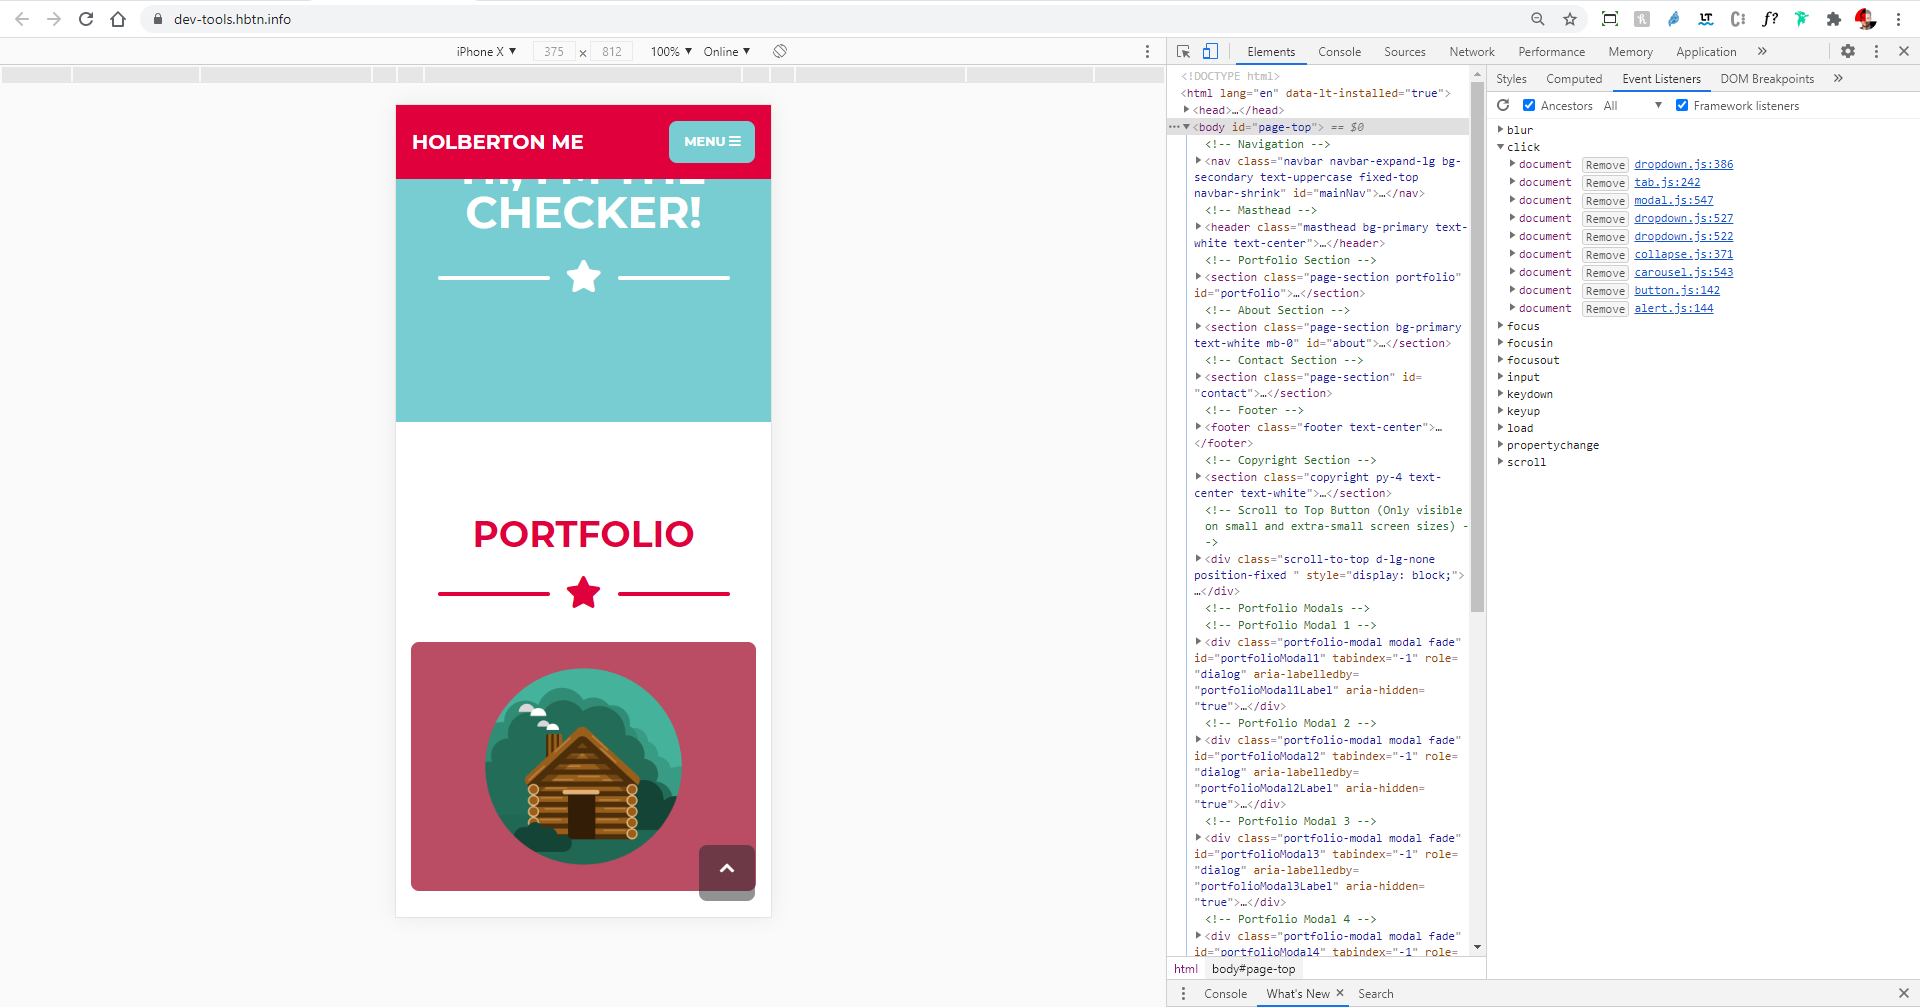 dev-tools.hbtn.info
iPhone X ▼ 375 × 812 100% ▼ Online ▼
Elements Console Sources Network Performance Memory Application »
HOLBERTON ME
MENU
CHECKER!
PORTFOLIO
<!DOCTYPE html>
<html lang="en" data-lt-installed="true">
<head>…</head>
<body id="page-top"> == $0
<!-- Navigation -->
<nav class="navbar navbar-expand-lg bg-
secondary text-uppercase fixed-top
navbar-shrink" id="mainNav">…</nav>
<!-- Masthead -->
<header class="masthead bg-primary text-
white text-center">…</header>
<!-- Portfolio Section -->
<section class="page-section portfolio"
id="portfolio">…</section>
<!-- About Section -->
<section class="page-section bg-primary
text-white mb-0" id="about">…</section>
<!-- Contact Section -->
<section class="page-section" id=
"contact">…</section>
<!-- Footer -->
<footer class="footer text-center">…
</footer>
<!-- Copyright Section -->
<section class="copyright py-4 text-
center text-white">…</section>
<!-- Scroll to Top Button (Only visible
on small and extra-small screen sizes) -
->
<div class="scroll-to-top d-lg-none
position-fixed " style="display: block;">
…</div>
<!-- Portfolio Modals -->
<!-- Portfolio Modal 1 -->
<div class="portfolio-modal modal fade"
id="portfolioModal1" tabindex="-1" role=
"dialog" aria-labelledby=
"portfolioModal1Label" aria-hidden=
"true">…</div>
<!-- Portfolio Modal 2 -->
<div class="portfolio-modal modal fade"
id="portfolioModal2" tabindex="-1" role=
"dialog" aria-labelledby=
"portfolioModal2Label" aria-hidden=
"true">…</div>
<!-- Portfolio Modal 3 -->
<div class="portfolio-modal modal fade"
id="portfolioModal3" tabindex="-1" role=
"dialog" aria-labelledby=
"portfolioModal3Label" aria-hidden=
"true">…</div>
<!-- Portfolio Modal 4 -->
<div class="portfolio-modal modal fade"
id="portfolioModal4" tabindex="-1" role=
html body#page-top
Styles Computed Event Listeners DOM Breakpoints »
Ancestors All ▼ Framework listeners
blur
click
document Remove dropdown.js:386
document Remove tab.js:242
document Remove modal.js:547
document Remove dropdown.js:527
document Remove dropdown.js:522
document Remove collapse.js:371
document Remove carousel.js:543
document Remove button.js:142
document Remove alert.js:144
focus
focusin
focusout
input
keydown
keyup
load
propertychange
scroll
Console What's New × Search